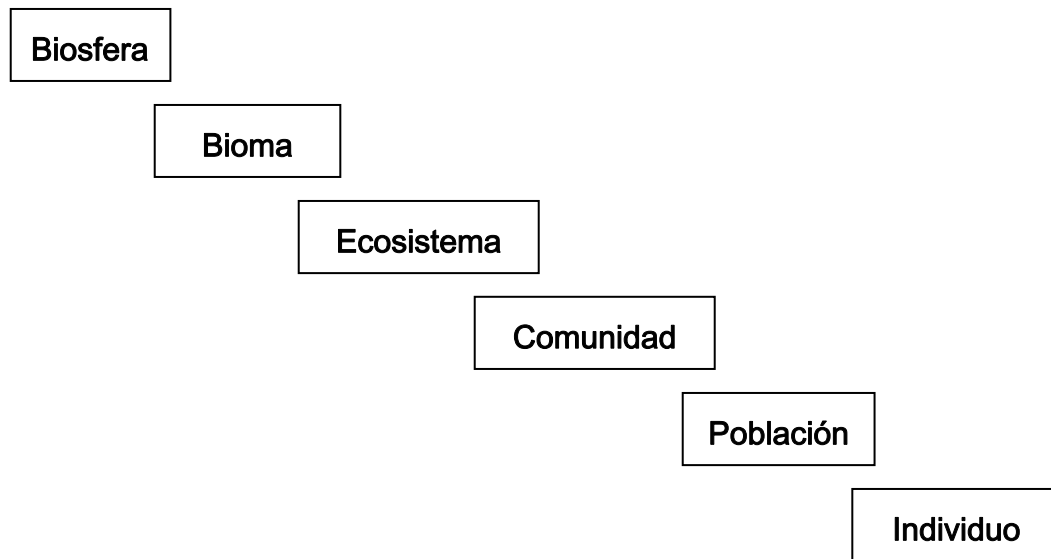 Biosfera
Bioma
Ecosistema
Comunidad
Población
Individuo